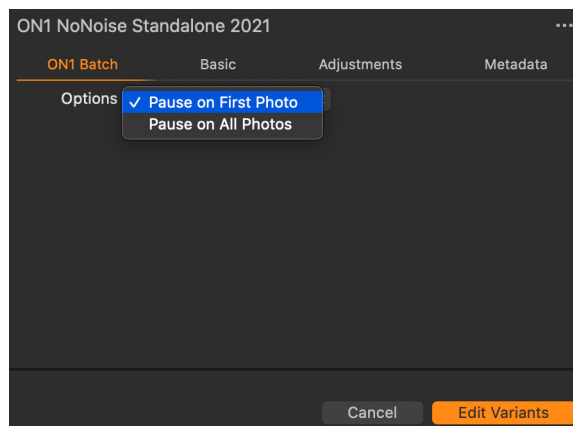 ON1 NoNoise Standalone 2021
ON1 Batch Basic Adjustments Metadata
Options ✓ Pause on First Photo
Pause on All Photos
Cancel Edit Variants